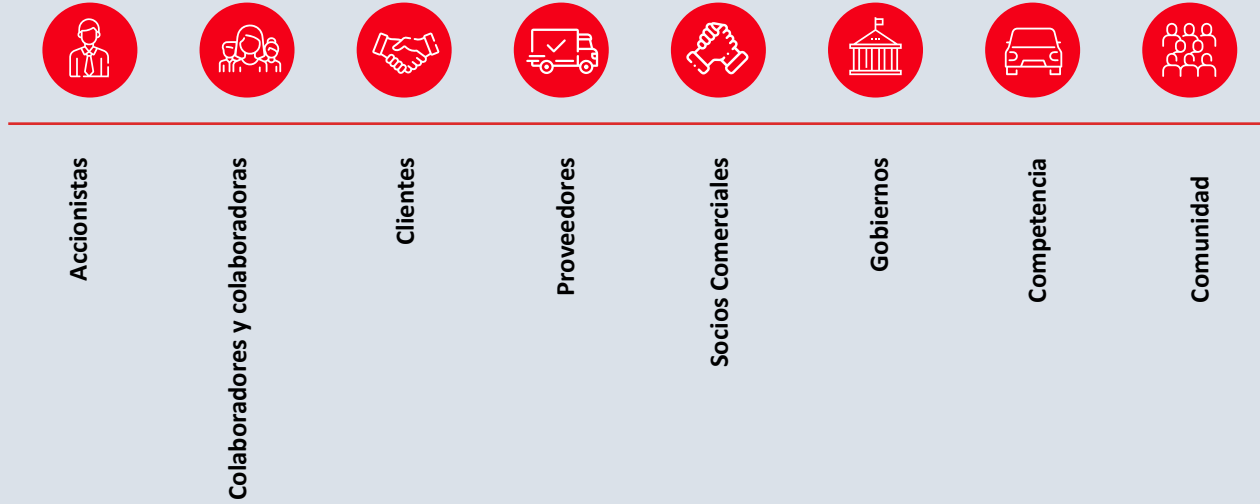 Accionistas
Colaboradores y colaboradoras
Clientes
Proveedores
Socios Comerciales
Gobiernos
Competencia
Comunidad